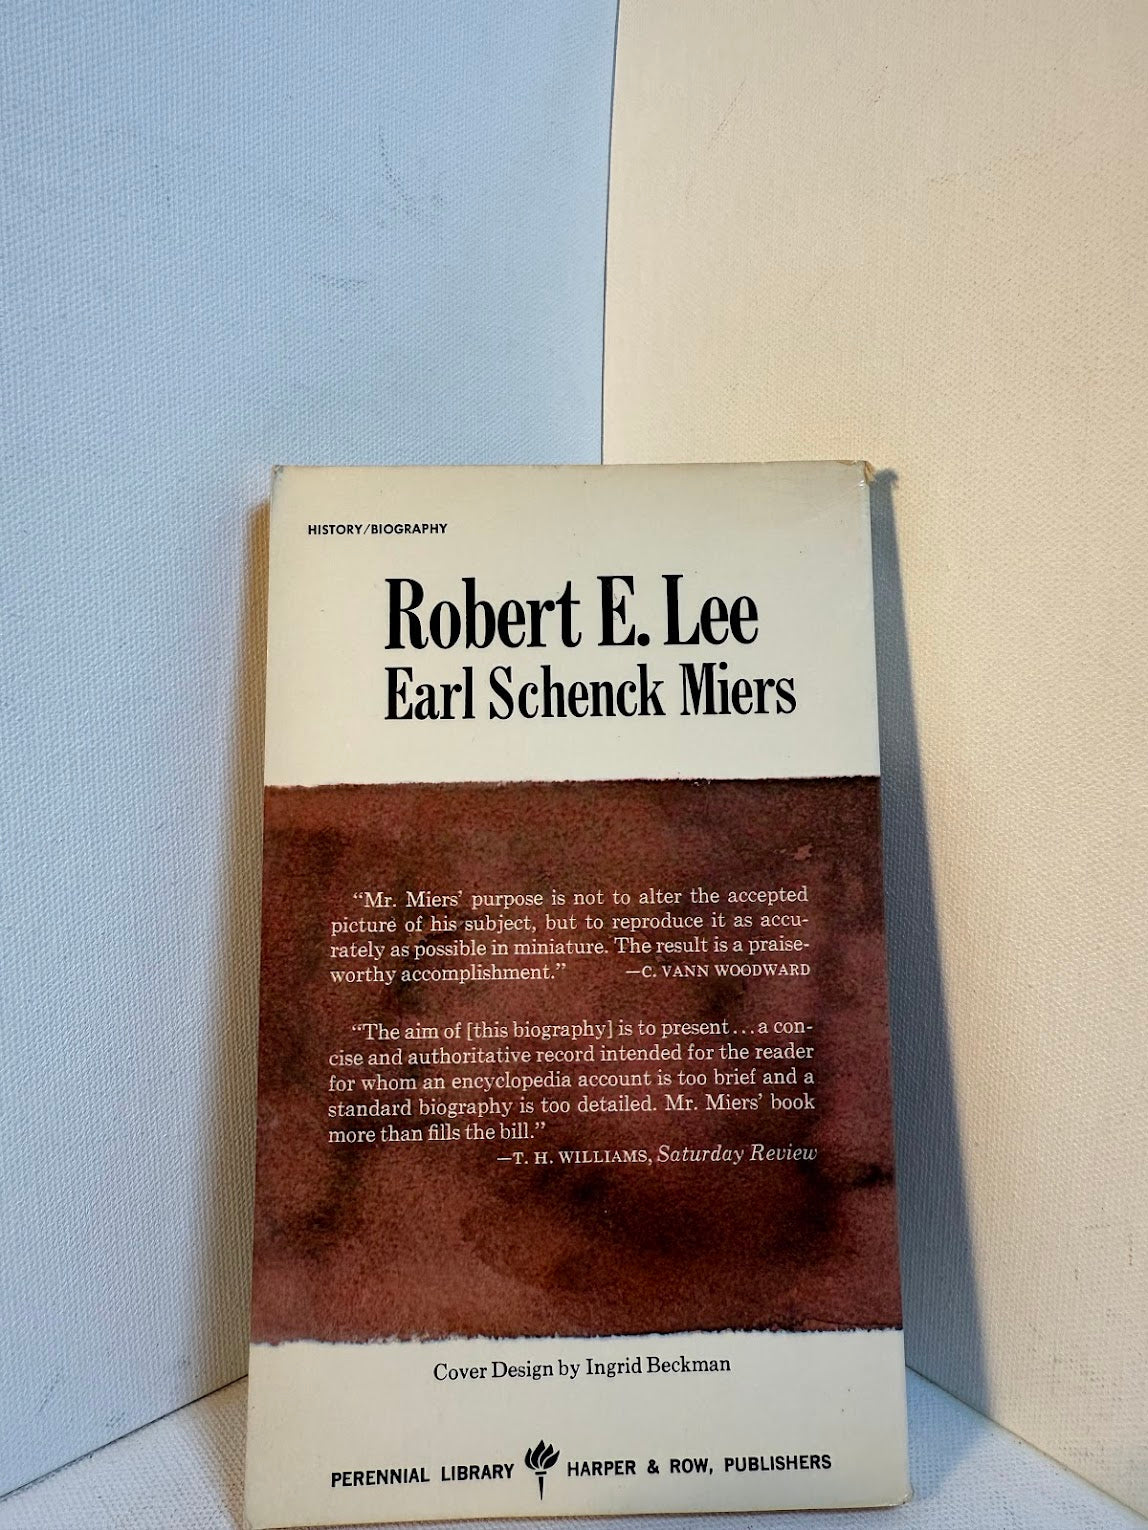 HISTORY/BIOGRAPHY
Robert E. Lee
Earl Schenck Miers
“Mr. Miers’ purpose is not to alter the accepted
picture of his subject, but to reproduce it as accu-
rately as possible in miniature. The result is a praise-
worthy accomplishment.” —C. VANN WOODWARD
“The aim of [this biography] is to present...a con-
cise and authoritative record intended for the reader
for whom an encyclopedia account is too brief and a
standard biography is too detailed. Mr. Miers’ book
more than fills the bill.”
—T. H. WILLIAMS, Saturday Review
Cover Design by Ingrid Beckman
PERENNIAL LIBRARY HARPER & ROW, PUBLISHERS